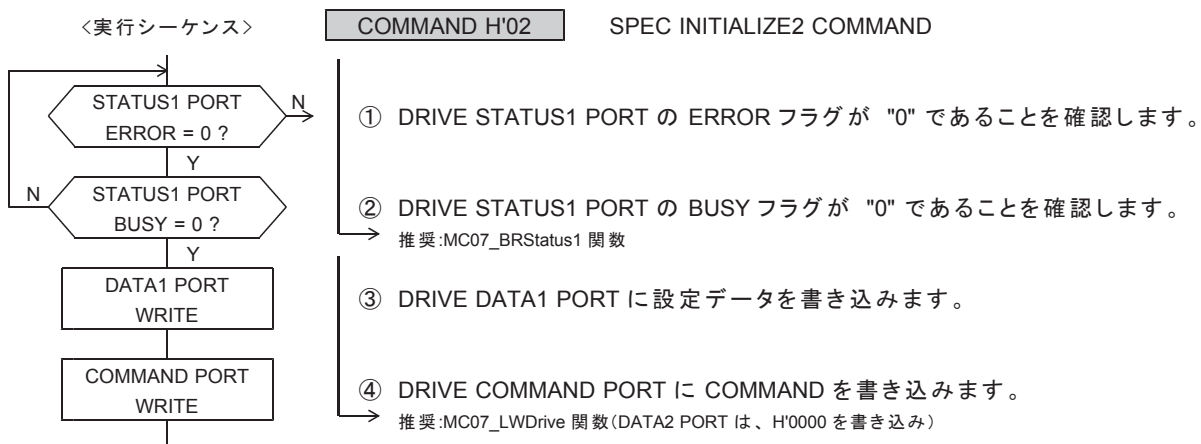 〈実行シーケンス〉 COMMAND H'02 SPEC INITIALIZE2 COMMAND
STATUS1 PORT
ERROR = 0 ?
N
① DRIVE STATUS1 PORT の ERROR フラグが "0" であることを確認します。
Y
N
STATUS1 PORT
BUSY = 0 ?
② DRIVE STATUS1 PORT の BUSY フラグが "0" であることを確認します。
推奨:MC07_BRStatus1 関数
Y
DATA1 PORT
WRITE
③ DRIVE DATA1 PORT に設定データを書き込みます。
COMMAND PORT
WRITE
④ DRIVE COMMAND PORT に COMMAND を書き込みます。
推奨:MC07_LWDrive 関数(DATA2 PORT は、H'0000 を書き込み)